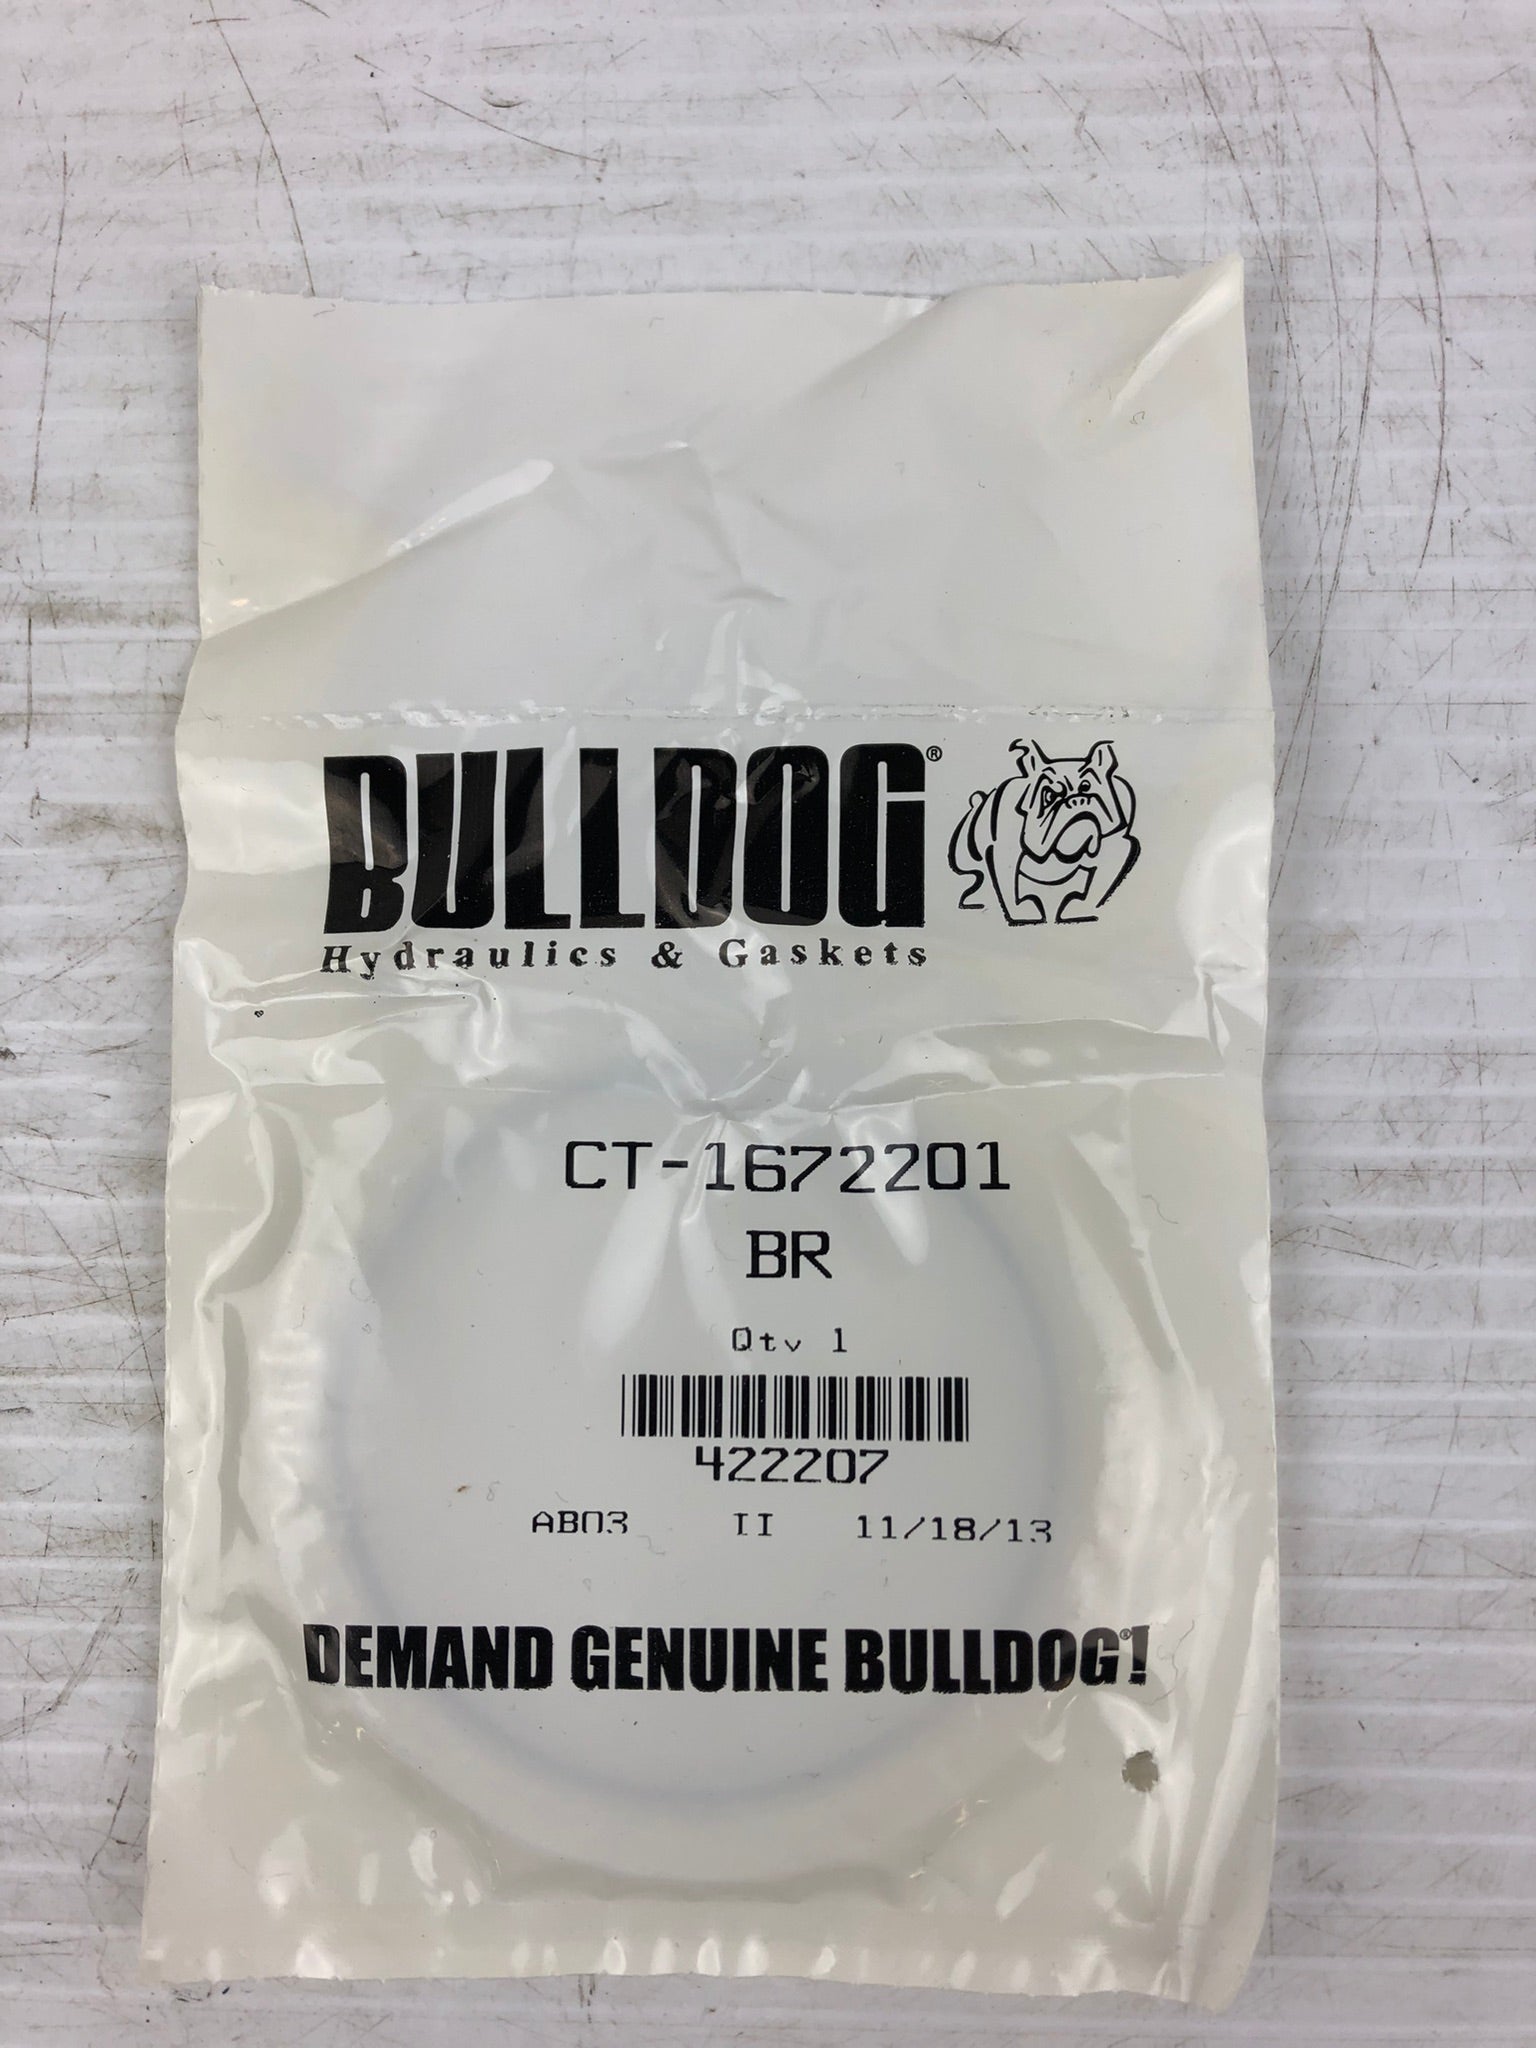 BULLDOG®
Hydraulics & Gaskets
CT-1672201
BR
Qty 1
422207
AB03 II 11/18/13
DEMAND GENUINE BULLDOG®!